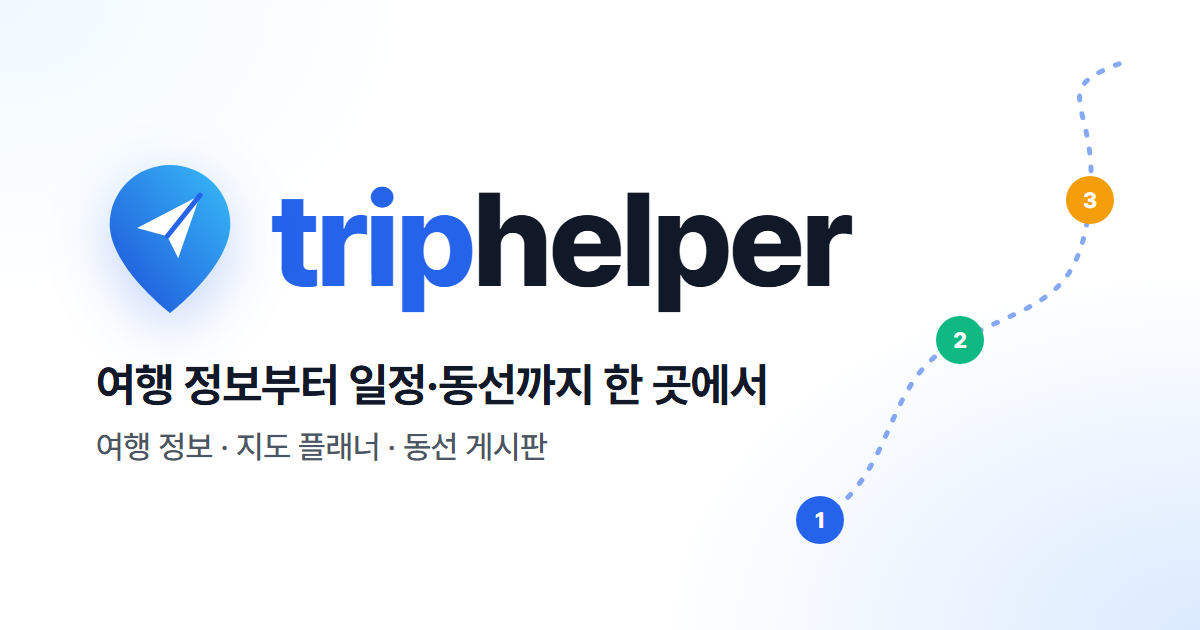 triphelper
여행 정보부터 일정·동선까지 한 곳에서
여행 정보 · 지도 플래너 · 동선 게시판
3
2
1